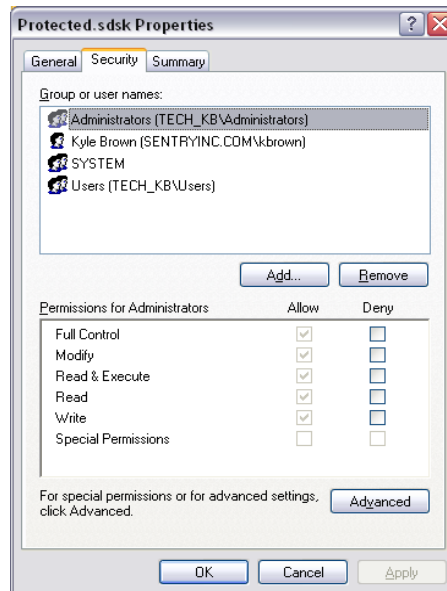 Protected.sdsk Properties
General Security Summary
Group or user names:
Administrators (TECH_KB\Administrators)
Kyle Brown (SENTRYINC.COM\kbrown)
SYSTEM
Users (TECH_KB\Users)
Add... Remove
Permissions for Administrators Allow Deny
Full Control
Modify
Read & Execute
Read
Write
Special Permissions
For special permissions or for advanced settings,
click Advanced.
Advanced
OK Cancel Apply